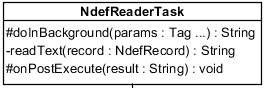 NdefReaderTask
#doInBackground(params : Tag ...) : String
-readText(record : NdefRecord) : String
#onPostExecute(result : String) : void